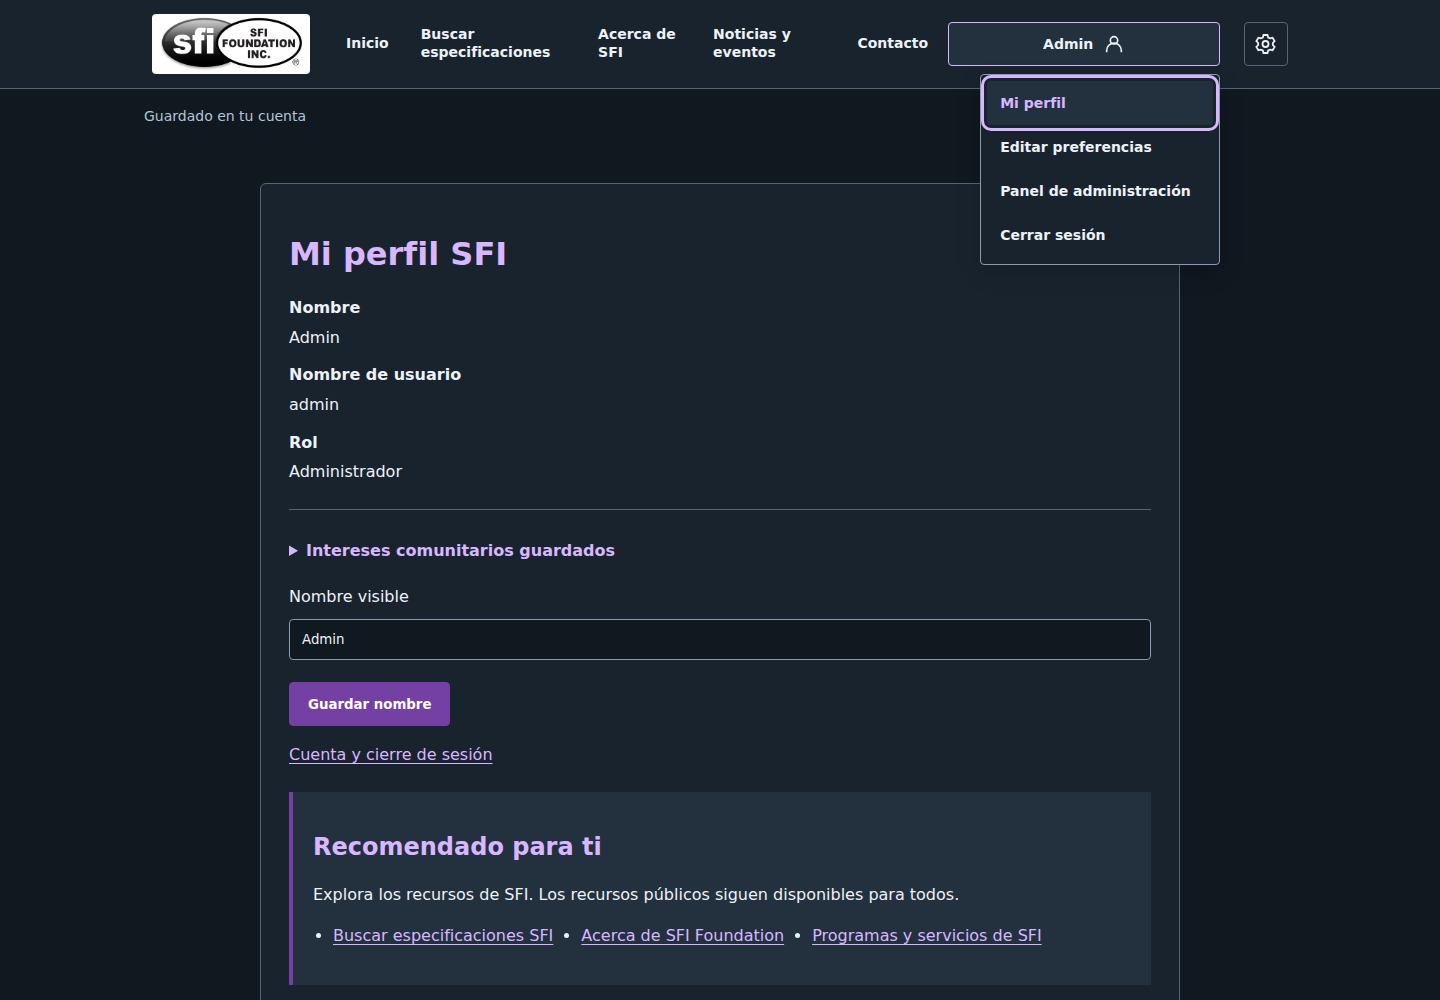 sfi SFI FOUNDATION INC. ®
Inicio
Buscar especificaciones
Acerca de SFI
Noticias y eventos
Contacto
Admin
Guardado en tu cuenta
Mi perfil
Editar preferencias
Panel de administración
Cerrar sesión
Mi perfil SFI
Nombre
Admin
Nombre de usuario
admin
Rol
Administrador
Intereses comunitarios guardados
Nombre visible
Admin
Guardar nombre
Cuenta y cierre de sesión
Recomendado para ti
Explora los recursos de SFI. Los recursos públicos siguen disponibles para todos.
• Buscar especificaciones SFI • Acerca de SFI Foundation • Programas y servicios de SFI